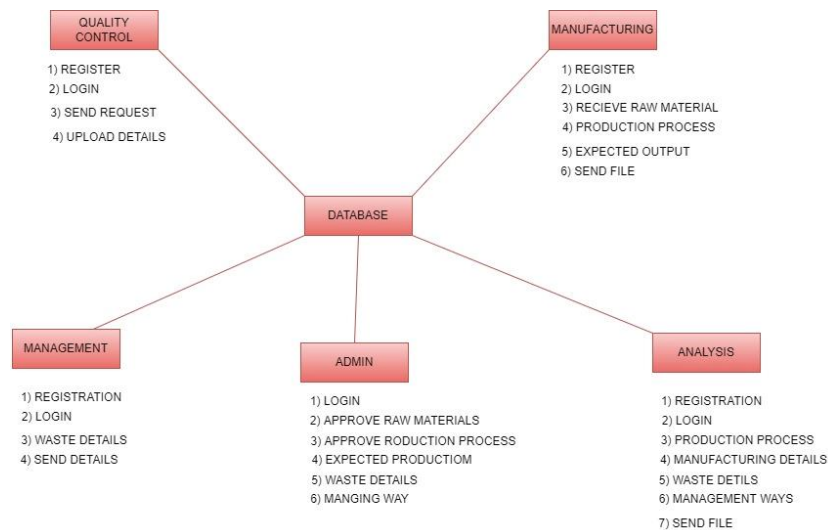 QUALITY
CONTROL
1) REGISTER
2) LOGIN
3) SEND REQUEST
4) UPLOAD DETAILS
MANUFACTURING
1) REGISTER
2) LOGIN
3) RECIEVE RAW MATERIAL
4) PRODUCTION PROCESS
5) EXPECTED OUTPUT
6) SEND FILE
DATABASE
MANAGEMENT
1) REGISTRATION
2) LOGIN
3) WASTE DETAILS
4) SEND DETAILS
ADMIN
1) LOGIN
2) APPROVE RAW MATERIALS
3) APPROVE RODUCTION PROCESS
4) EXPECTED PRODUCTIOM
5) WASTE DETAILS
6) MANGING WAY
ANALYSIS
1) REGISTRATION
2) LOGIN
3) PRODUCTION PROCESS
4) MANUFACTURING DETAILS
5) WASTE DETILS
6) MANAGEMENT WAYS
7) SEND FILE